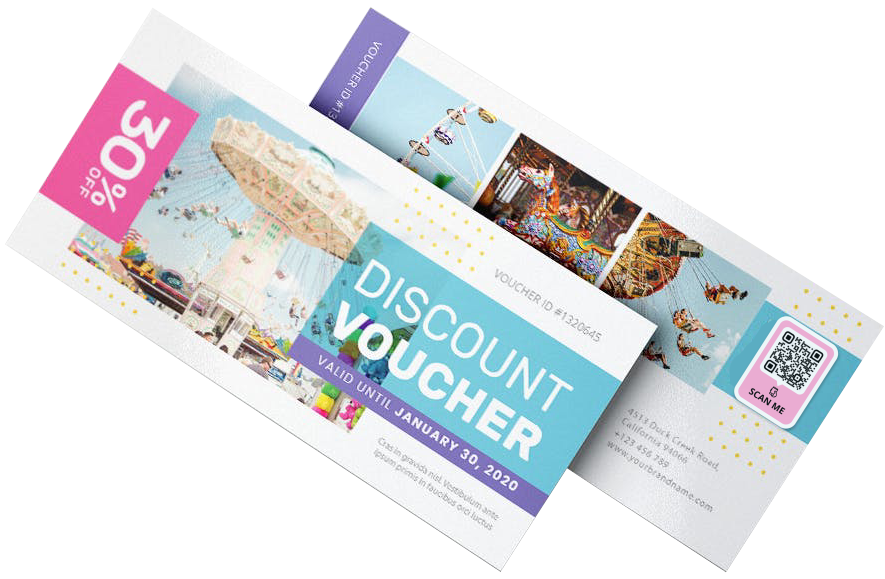 30%
OFF
DISCOUNT
VOUCHER
VALID UNTIL JANUARY 30, 2020
VOUCHER ID #1320645
Cras in gravida nisl. Vestibulum ante
ipsum primis in faucibus orci luctus
VOUCHER ID #13
SCAN ME
4513 Duck Creek Road,
California 94066
+123 456 789
www.yourbrandname.com